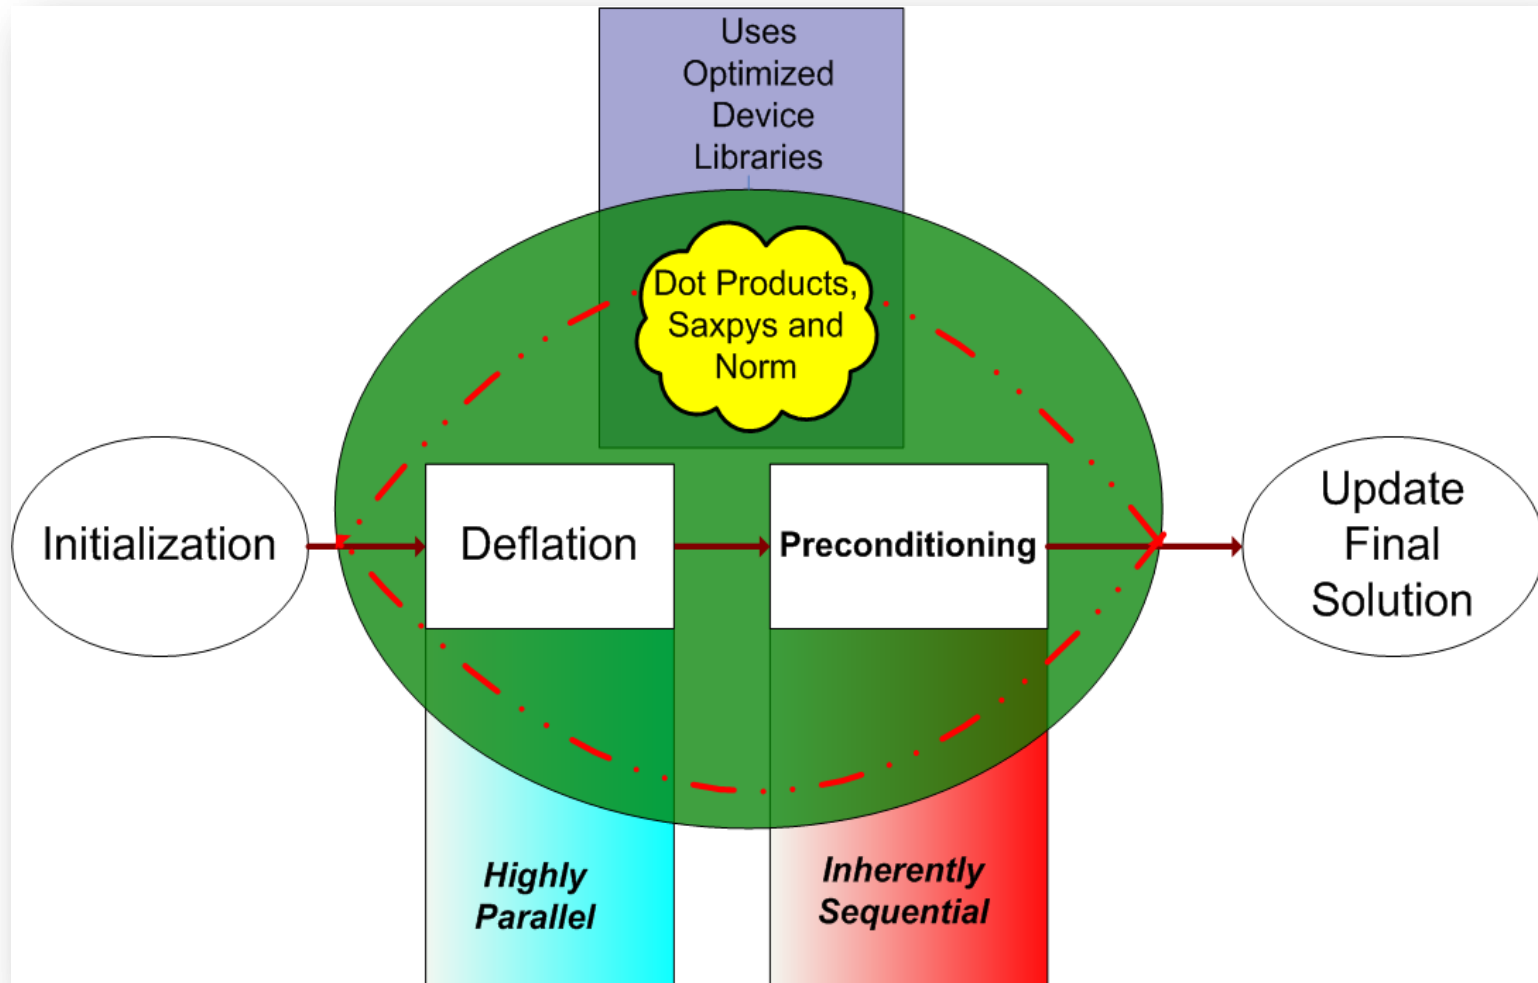 Uses
Optimized
Device
Libraries
Dot Products,
Saxpys and
Norm
Initialization
Deflation
Preconditioning
Update
Final
Solution
Highly
Parallel
Inherently
Sequential